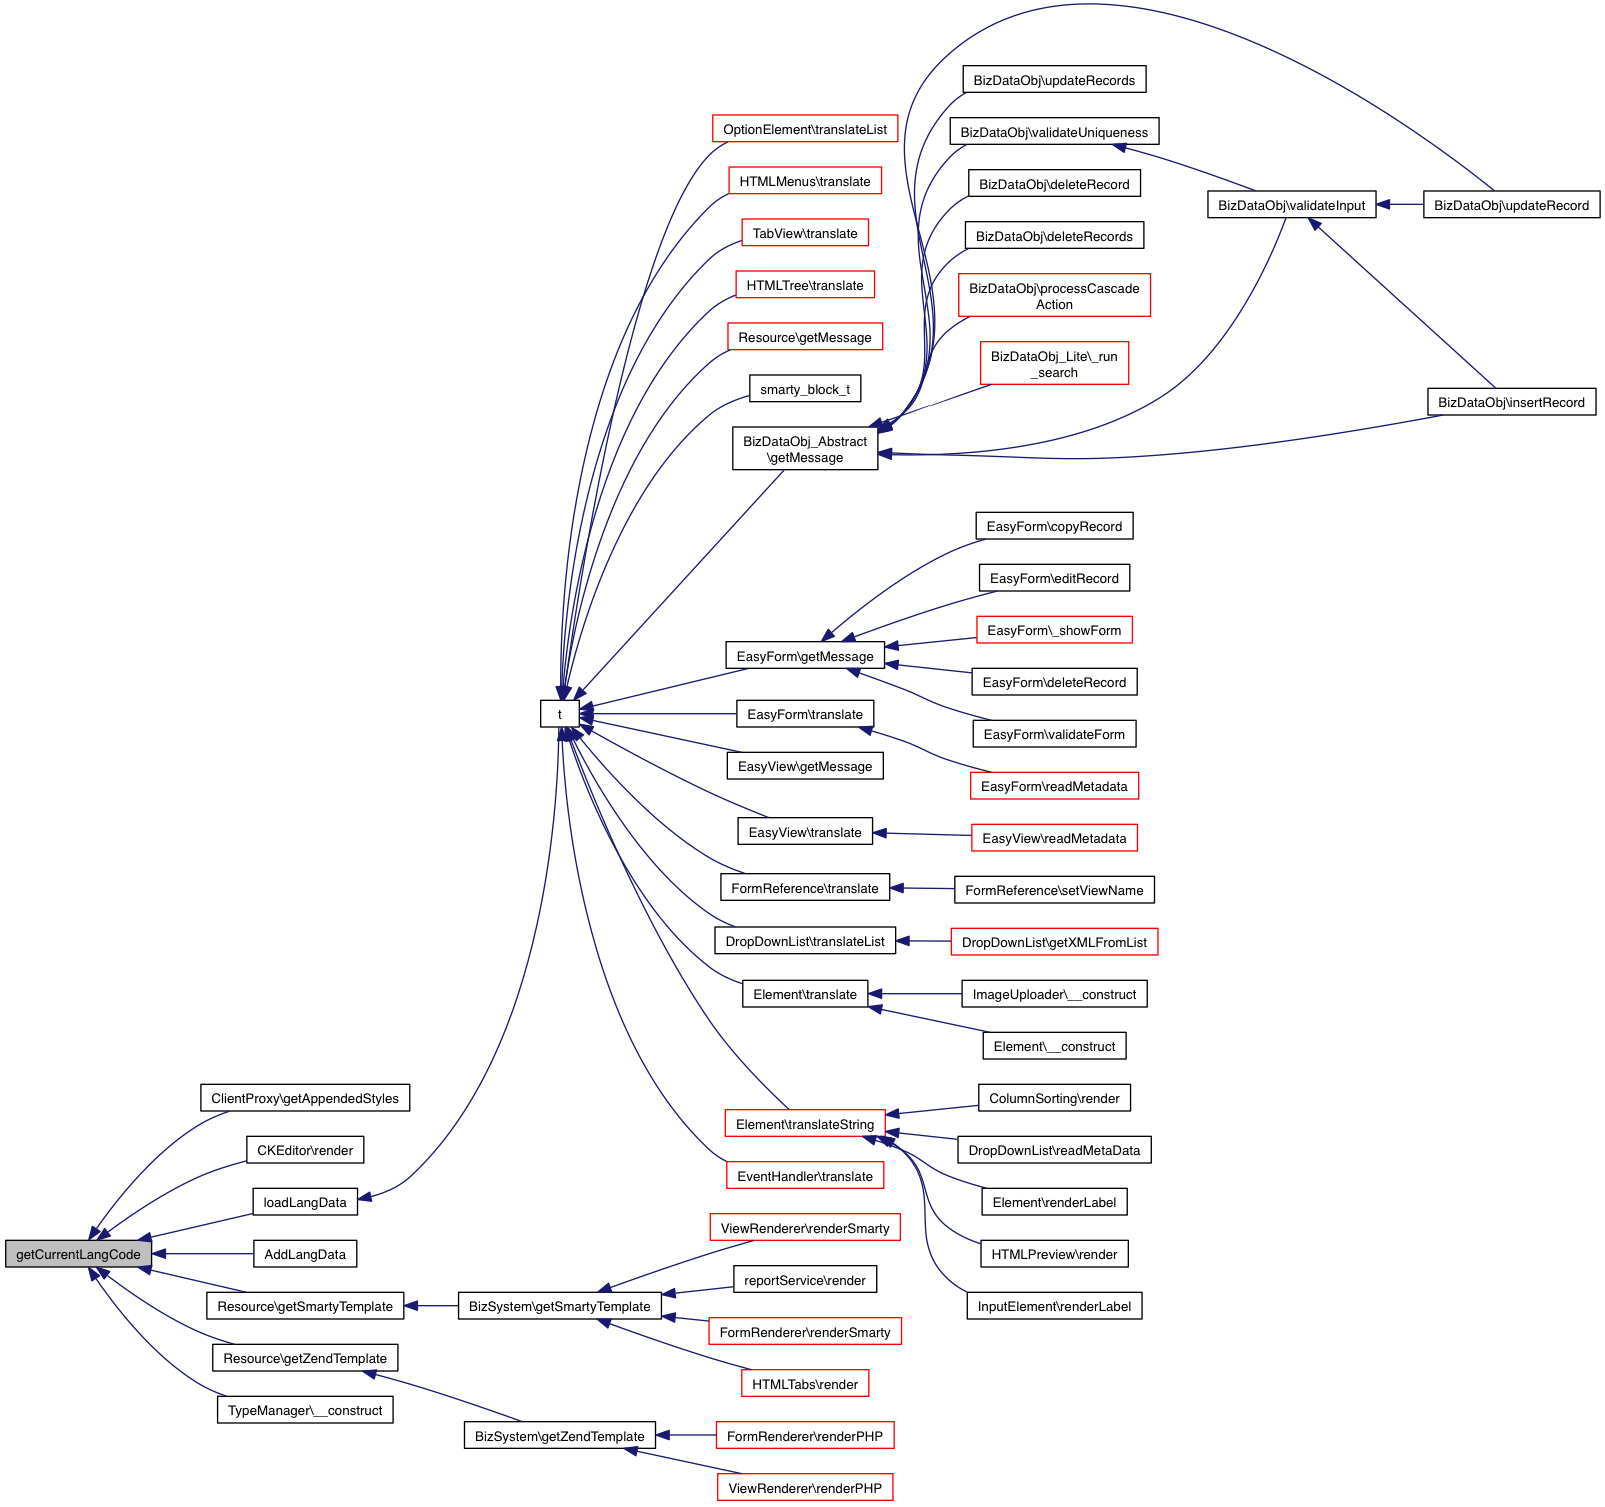 BizDataObj\updateRecords
OptionElement\translateList
BizDataObj\validateUniqueness
HTMLMenus\translate
BizDataObj\deleteRecord
BizDataObj\validateInput
BizDataObj\updateRecord
TabView\translate
BizDataObj\deleteRecords
HTMLTree\translate
BizDataObj\processCascade
Action
Resource\getMessage
BizDataObj_Lite\_run
_search
smarty_block_t
BizDataObj\insertRecord
BizDataObj_Abstract
\getMessage
EasyForm\copyRecord
EasyForm\editRecord
EasyForm\_showForm
EasyForm\getMessage
EasyForm\deleteRecord
t
EasyForm\translate
EasyForm\validateForm
EasyView\getMessage
EasyForm\readMetadata
EasyView\translate
EasyView\readMetadata
FormReference\translate
FormReference\setViewName
DropDownList\translateList
DropDownList\getXMLFromList
Element\translate
ImageUploader\__construct
Element\__construct
ClientProxy\getAppendedStyles
ColumnSorting\render
Element\translateString
CKEditor\render
DropDownList\readMetaData
EventHandler\translate
loadLangData
Element\renderLabel
ViewRenderer\renderSmarty
getCurrentLangCode
AddLangData
HTMLPreview\render
reportService\render
Resource\getSmartyTemplate
BizSystem\getSmartyTemplate
InputElement\renderLabel
FormRenderer\renderSmarty
Resource\getZendTemplate
HTMLTabs\render
TypeManager\__construct
BizSystem\getZendTemplate
FormRenderer\renderPHP
ViewRenderer\renderPHP